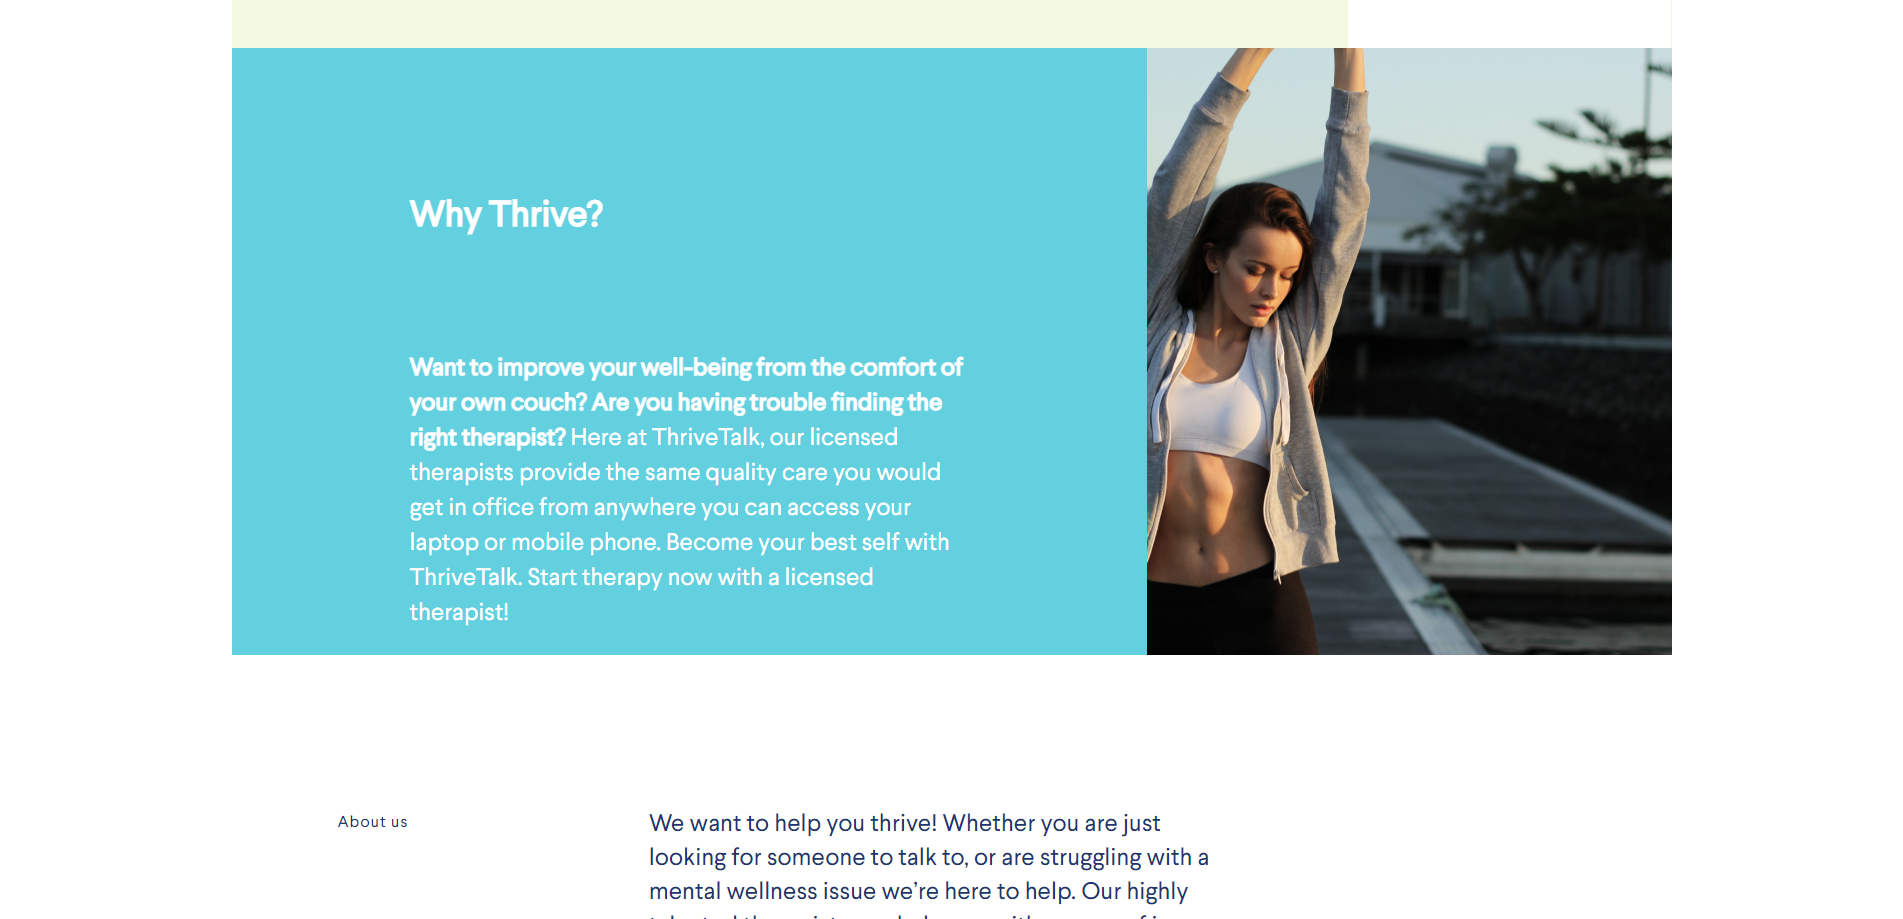 Why Thrive?
Want to improve your well-being from the comfort of
your own couch? Are you having trouble finding the
right therapist? Here at ThriveTalk, our licensed
therapists provide the same quality care you would
get in office from anywhere you can access your
laptop or mobile phone. Become your best self with
ThriveTalk. Start therapy now with a licensed
therapist!
About us
We want to help you thrive! Whether you are just
looking for someone to talk to, or are struggling with a
mental wellness issue we’re here to help. Our highly